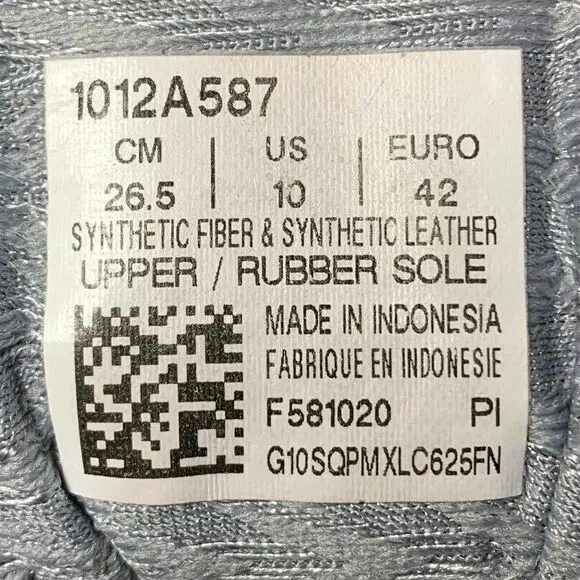 1012A587
CM | US | EURO
26.5 | 10 | 42
SYNTHETIC FIBER & SYNTHETIC LEATHER
UPPER / RUBBER SOLE
MADE IN INDONESIA
FABRIQUE EN INDONESIE
F581020 PI
G10SQPMXLC625FN